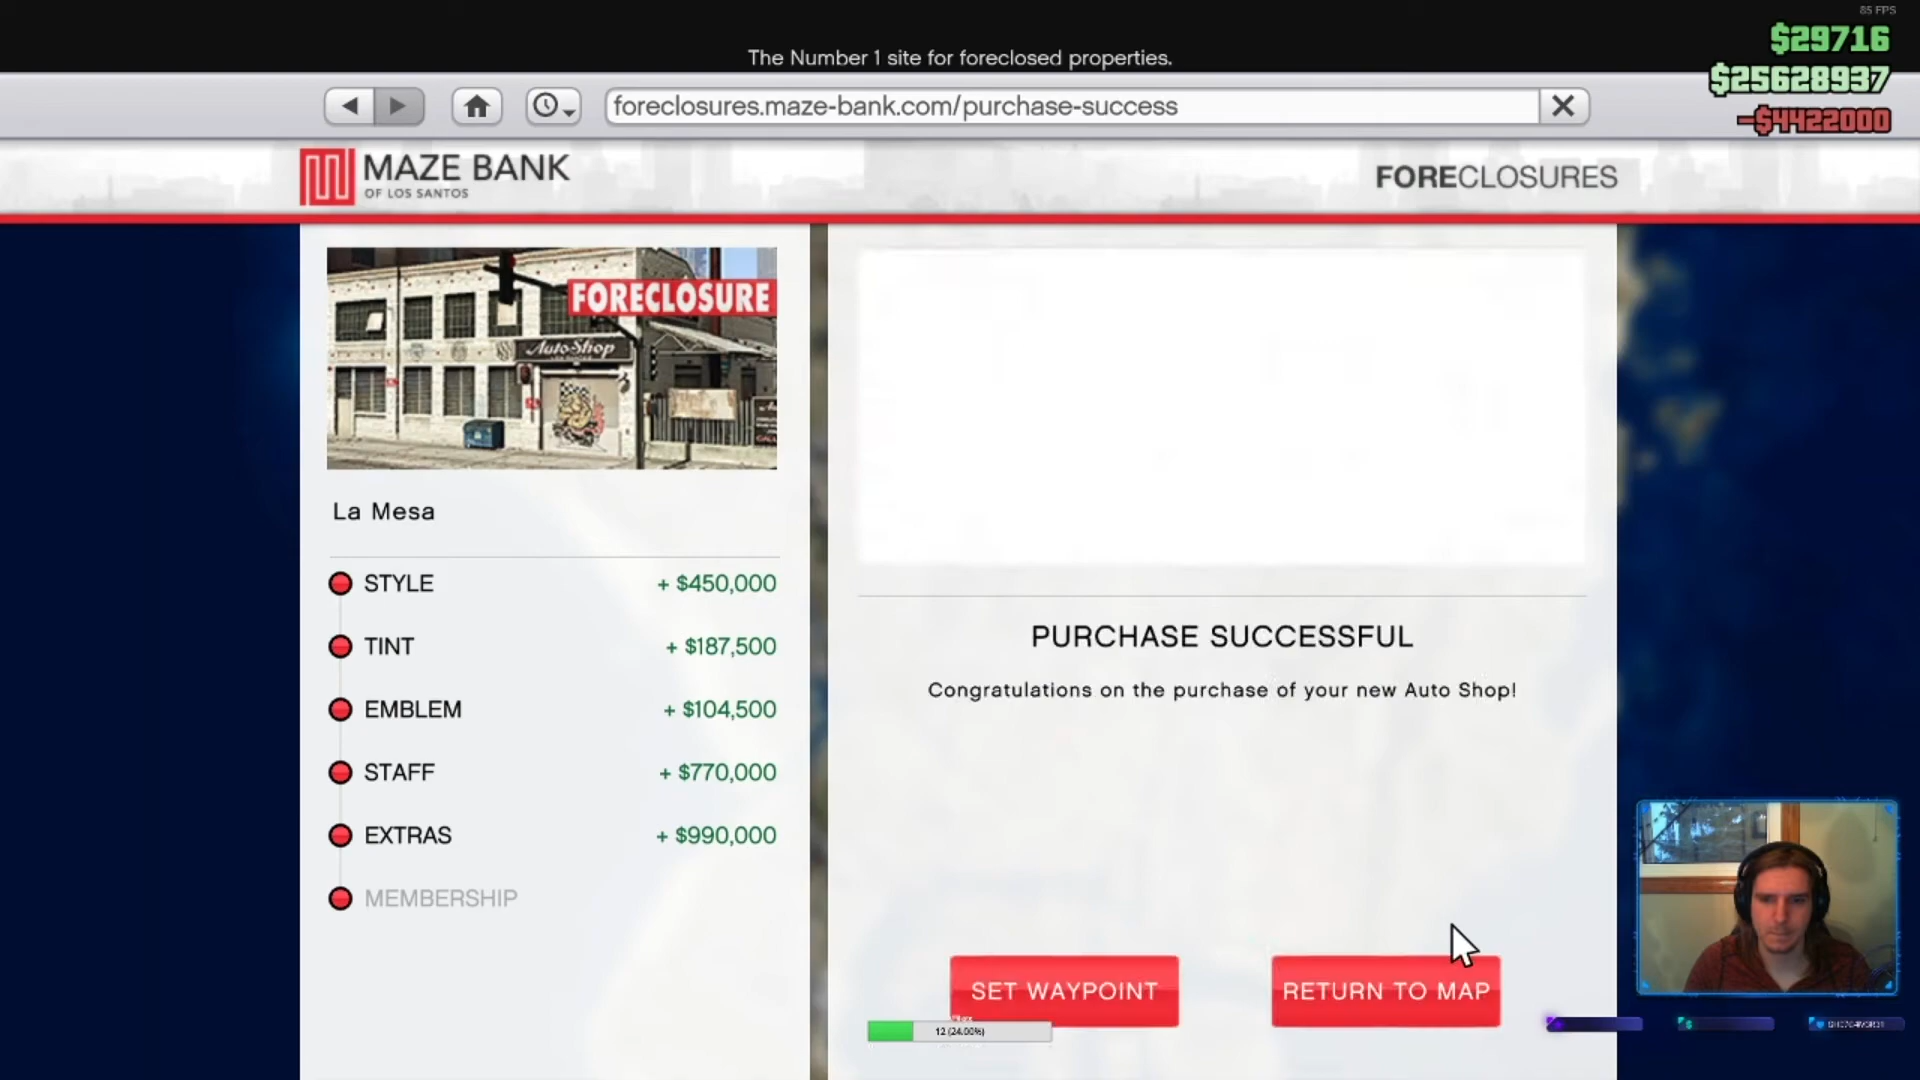 85 FPS
$29716
The Number 1 site for foreclosed properties.
$25628937
foreclosures.maze-bank.com/purchase-success
-$4422000
MAZE BANK
OF LOS SANTOS
FORECLOSURES
FORECLOSURE
AutoShop
La Mesa
STYLE + $450,000
TINT + $187,500
EMBLEM + $104,500
STAFF + $770,000
EXTRAS + $990,000
MEMBERSHIP
PURCHASE SUCCESSFUL
Congratulations on the purchase of your new Auto Shop!
SET WAYPOINT
RETURN TO MAP
12 (24.00%)